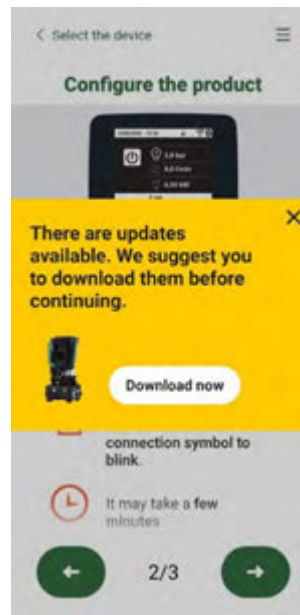 Select the device
Configure the product
There are updates
available. We suggest you
to download them before
continuing.
Download now
connection symbol to
blink.
It may take a few
minutes
2/3